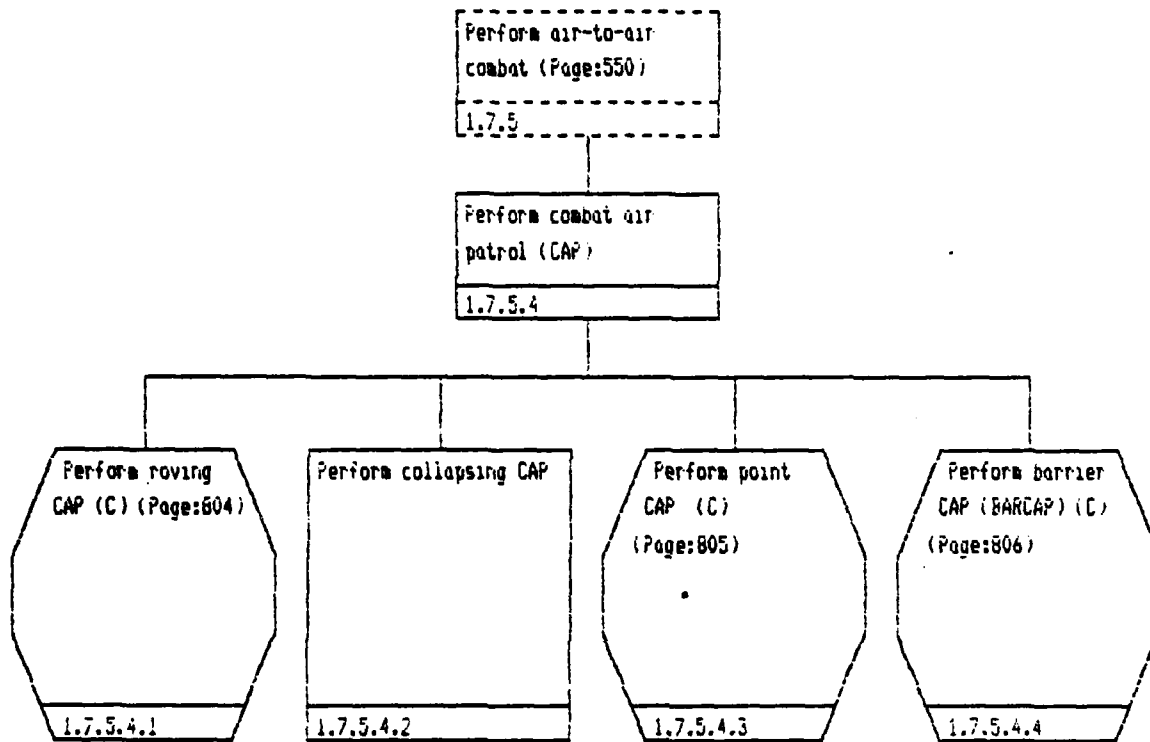 Perform air-to-air
combat (Page:550)
1.7.5
Perform combat air
patrol (CAP)
1.7.5.4
Perform roving
CAP (C) (Page:804)
1.7.5.4.1
Perform collapsing CAP
1.7.5.4.2
Perform point
CAP (C)
(Page:805)
1.7.5.4.3
Perform barrier
CAP (BARCAP) (C)
(Page:806)
1.7.5.4.4